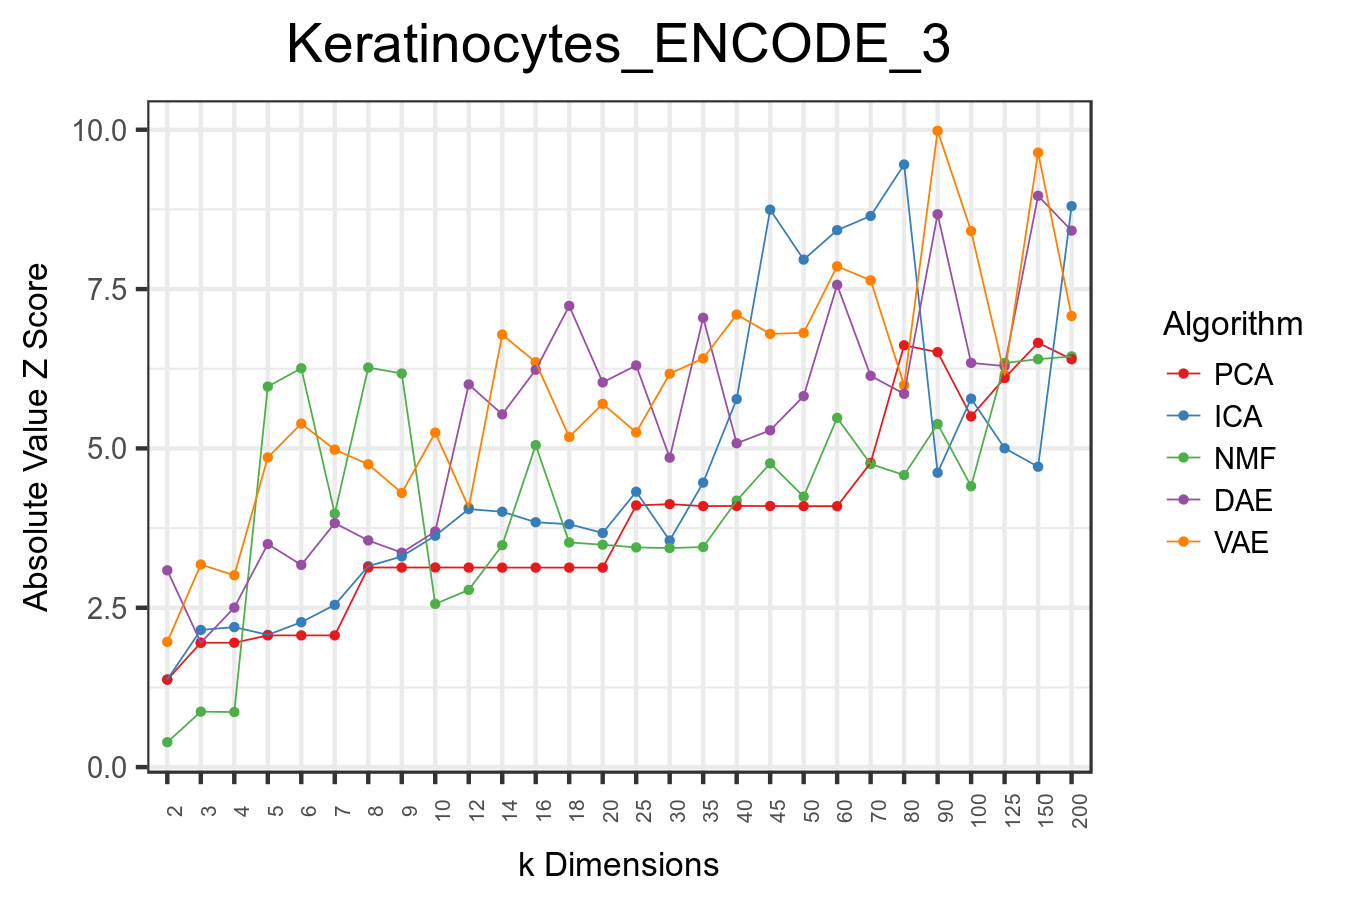 Keratinocytes_ENCODE_3
Absolute Value Z Score
10.0
7.5
5.0
2.5
0.0
2 3 4 5 6 7 8 9 10 12 14 16 18 20 25 30 35 40 45 50 60 70 80 90 100 125 150 200
k Dimensions
Algorithm
PCA
ICA
NMF
DAE
VAE